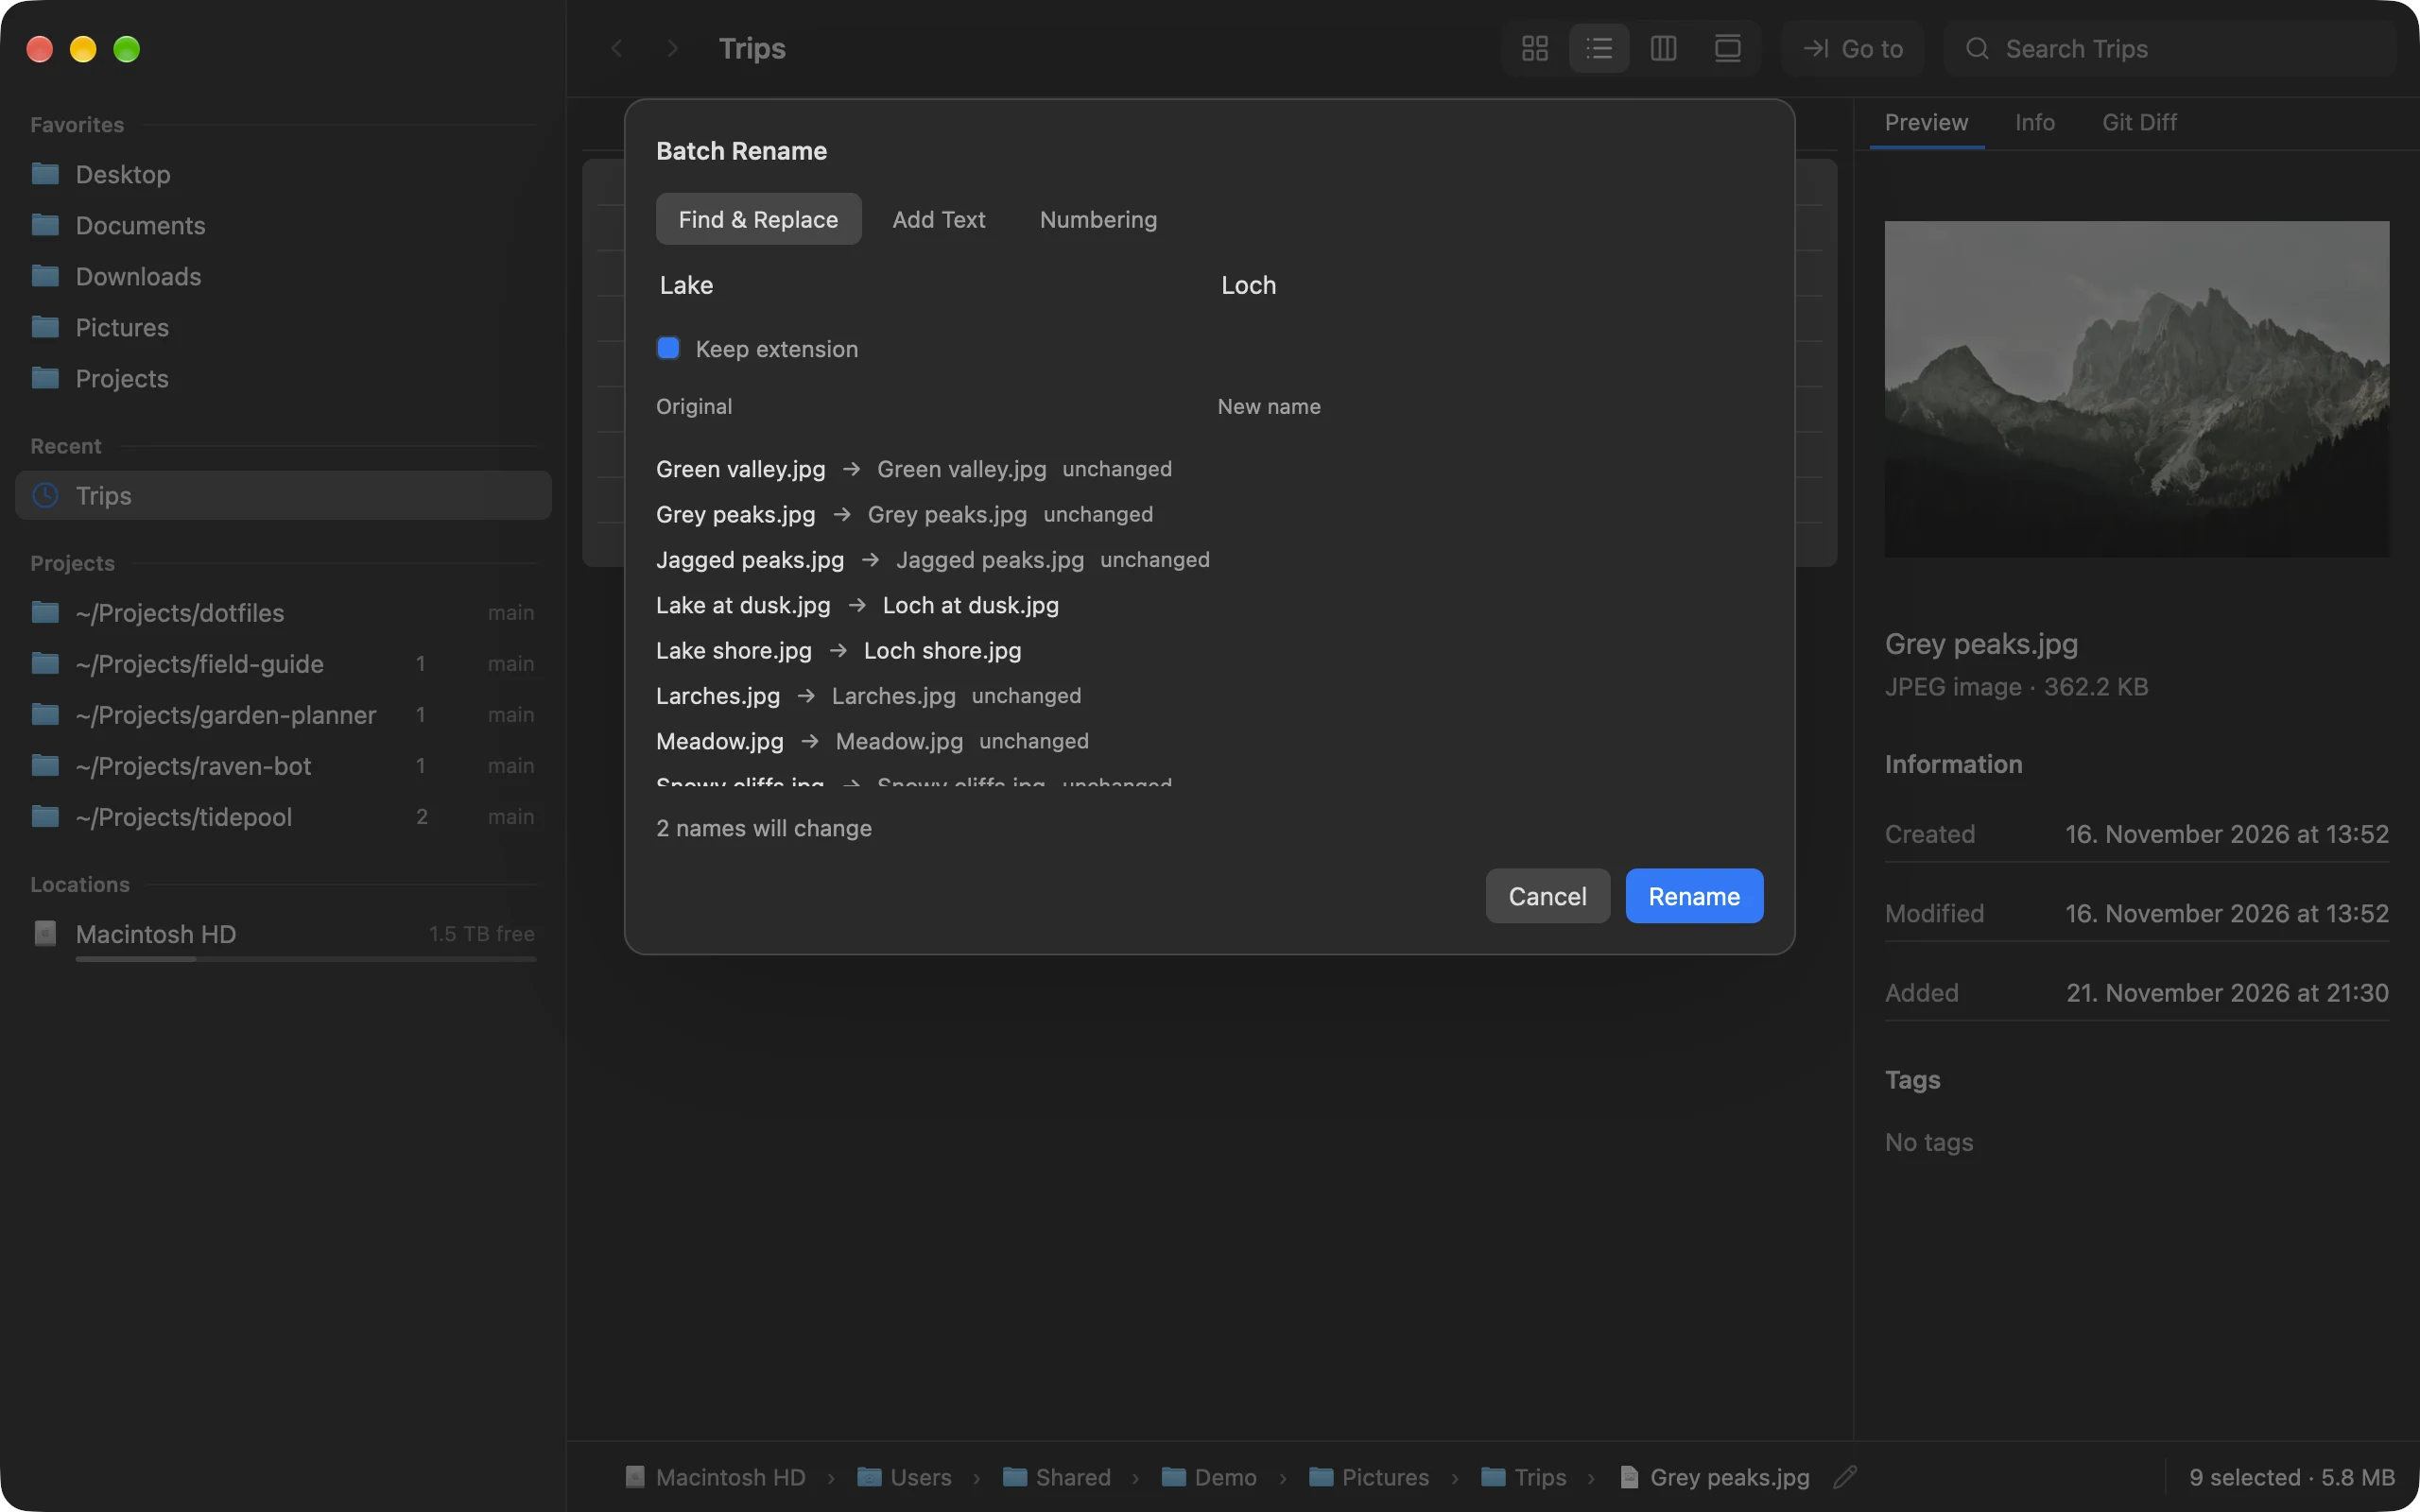 Favorites
Desktop
Documents
Downloads
Pictures
Projects
Recent
Trips
Projects
~/Projects/dotfiles main
~/Projects/field-guide 1 main
~/Projects/garden-planner 1 main
~/Projects/raven-bot 1 main
~/Projects/tidepool 2 main
Locations
Macintosh HD 1.5 TB free
Trips
Go to
Search Trips
Batch Rename
Find & Replace Add Text Numbering
Lake Loch
Keep extension
Original New name
Green valley.jpg → Green valley.jpg unchanged
Grey peaks.jpg → Grey peaks.jpg unchanged
Jagged peaks.jpg → Jagged peaks.jpg unchanged
Lake at dusk.jpg → Loch at dusk.jpg
Lake shore.jpg → Loch shore.jpg
Larches.jpg → Larches.jpg unchanged
Meadow.jpg → Meadow.jpg unchanged
Snowy cliffs.jpg → Snowy cliffs.jpg unchanged
2 names will change
Cancel Rename
Preview Info Git Diff
Grey peaks.jpg
JPEG image · 362.2 KB
Information
Created 16. November 2026 at 13:52
Modified 16. November 2026 at 13:52
Added 21. November 2026 at 21:30
Tags
No tags
Macintosh HD › Users › Shared › Demo › Pictures › Trips › Grey peaks.jpg
9 selected · 5.8 MB